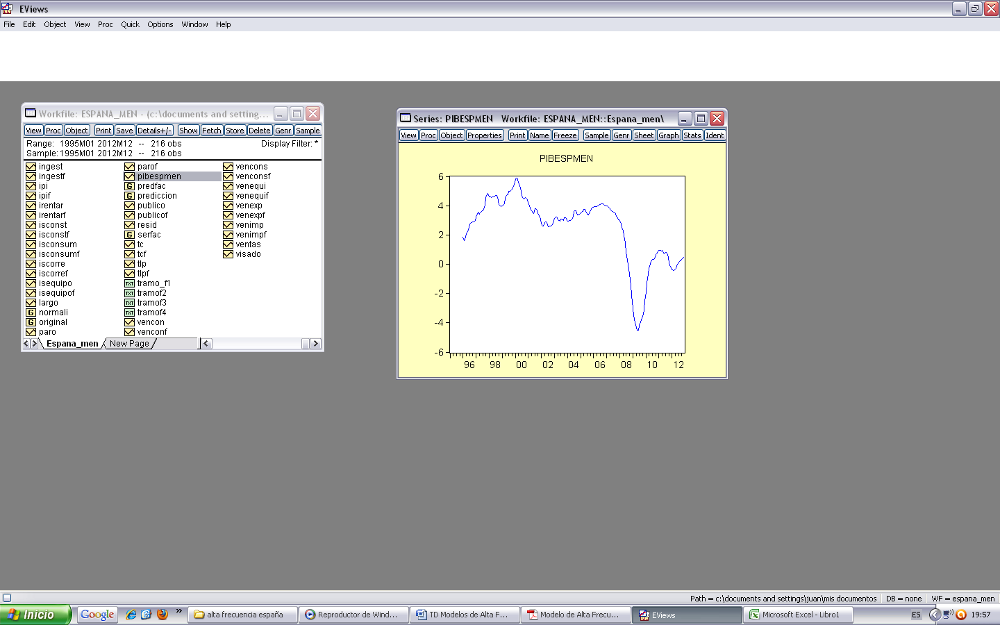 EViews
File Edit Object View Proc Quick Options Window Help
Workfile: ESPANA_MEN - (c:\documents and setting...
View Proc Object Print Save Details+/- Show Fetch Store Delete Genr Sample
Range: 1995M01 2012M12 -- 216 obs Display Filter: *
Sample: 1995M01 2012M12 -- 216 obs
ingest parof vencons
ingestf pibespmen venconsf
ipi G predfac venequi
ipif G prediccion venequif
irentar publico venexp
irentarf publicof venexpf
isconst resid venimp
isconstf G serfac venimpf
isconsum tc ventas
isconsumf tcf visado
iscorre tlp
iscorref tlpf
isequipo TXT tramo_f1
isequipof TXT tramof2
largo TXT tramof3
G normali TXT tramof4
G original vencon
paro venconf
Espana_men New Page
Series: PIBESPMEN Workfile: ESPANA_MEN::Espana_men\
View Proc Object Properties Print Name Freeze Sample Genr Sheet Graph Stats Ident
PIBESPMEN
6
4
2
0
-2
-4
-6
96 98 00 02 04 06 08 10 12
Path = c:\documents and settings\juan\mis documentos DB = none WF = espana_men
Inicio Google » alta frecuencia españa Reproductor de Wind... TD Modelos de Alta F... Modelo de Alta Frecu... EViews Microsoft Excel - Libro1 ES 19:57